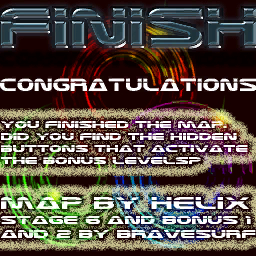 FINISH
CONGRATULATIONS
YOU FINISHED THE MAP
DID YOU FIND THE HIDDEN
BUTTONS THAT ACTIVATE
THE BONUS LEVELS?
MAP BY HELIX
STAGE 6 AND BONUS 1
AND 2 BY BRAVESURF